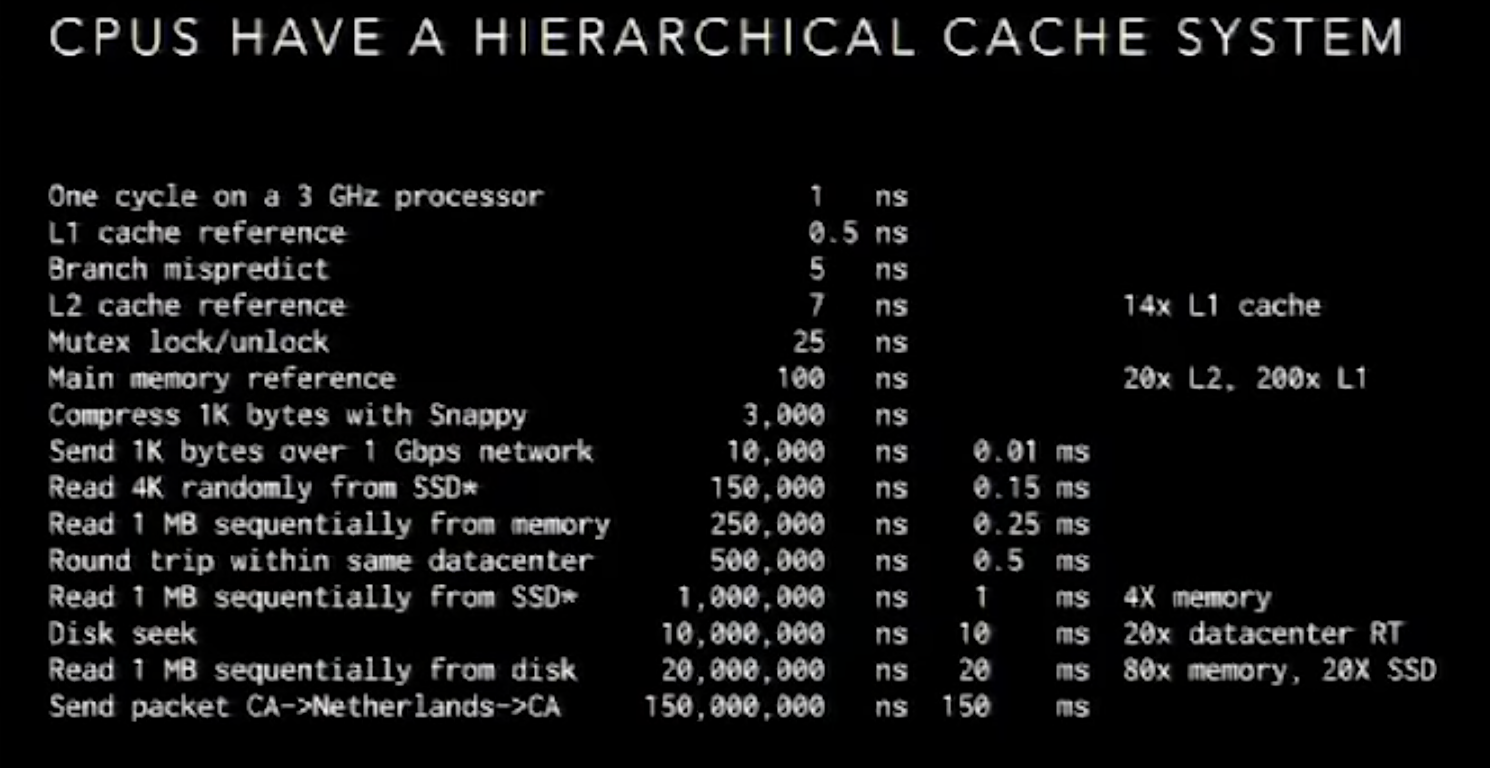 CPUS HAVE A HIERARCHICAL CACHE SYSTEM
One cycle on a 3 GHz processor 1 ns
L1 cache reference 0.5 ns
Branch mispredict 5 ns
L2 cache reference 7 ns 14x L1 cache
Mutex lock/unlock 25 ns
Main memory reference 100 ns 20x L2, 200x L1
Compress 1K bytes with Snappy 3,000 ns
Send 1K bytes over 1 Gbps network 10,000 ns 0.01 ms
Read 4K randomly from SSD* 150,000 ns 0.15 ms
Read 1 MB sequentially from memory 250,000 ns 0.25 ms
Round trip within same datacenter 500,000 ns 0.5 ms
Read 1 MB sequentially from SSD* 1,000,000 ns 1 ms 4X memory
Disk seek 10,000,000 ns 10 ms 20x datacenter RT
Read 1 MB sequentially from disk 20,000,000 ns 20 ms 80x memory, 20X SSD
Send packet CA->Netherlands->CA 150,000,000 ns 150 ms